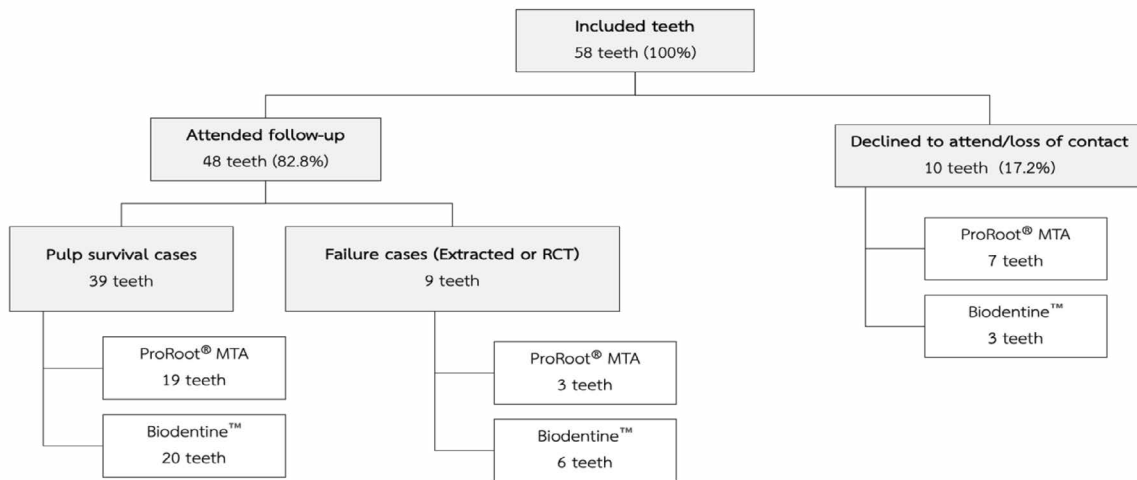 Included teeth
58 teeth (100%)
Attended follow-up
48 teeth (82.8%)
Declined to attend/loss of contact
10 teeth (17.2%)
Pulp survival cases
39 teeth
Failure cases (Extracted or RCT)
9 teeth
ProRoot® MTA
7 teeth
Biodentine™
3 teeth
ProRoot® MTA
19 teeth
Biodentine™
20 teeth
ProRoot® MTA
3 teeth
Biodentine™
6 teeth